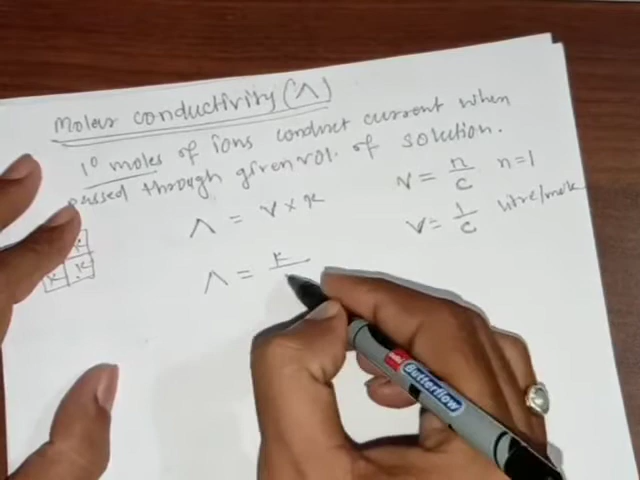 Molar conductivity (Λ)
1° moles of ions conduct current when
passed through given vol. of solution.
Λ = V × K
V = n/C n=1
V = 1/C litre/mole
K
K K
Λ = K
cello Butterflow